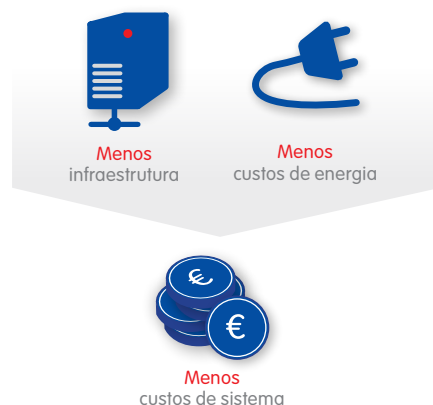 Menos
infraestrutura
Menos
custos de energia
€
€
Menos
custos de sistema